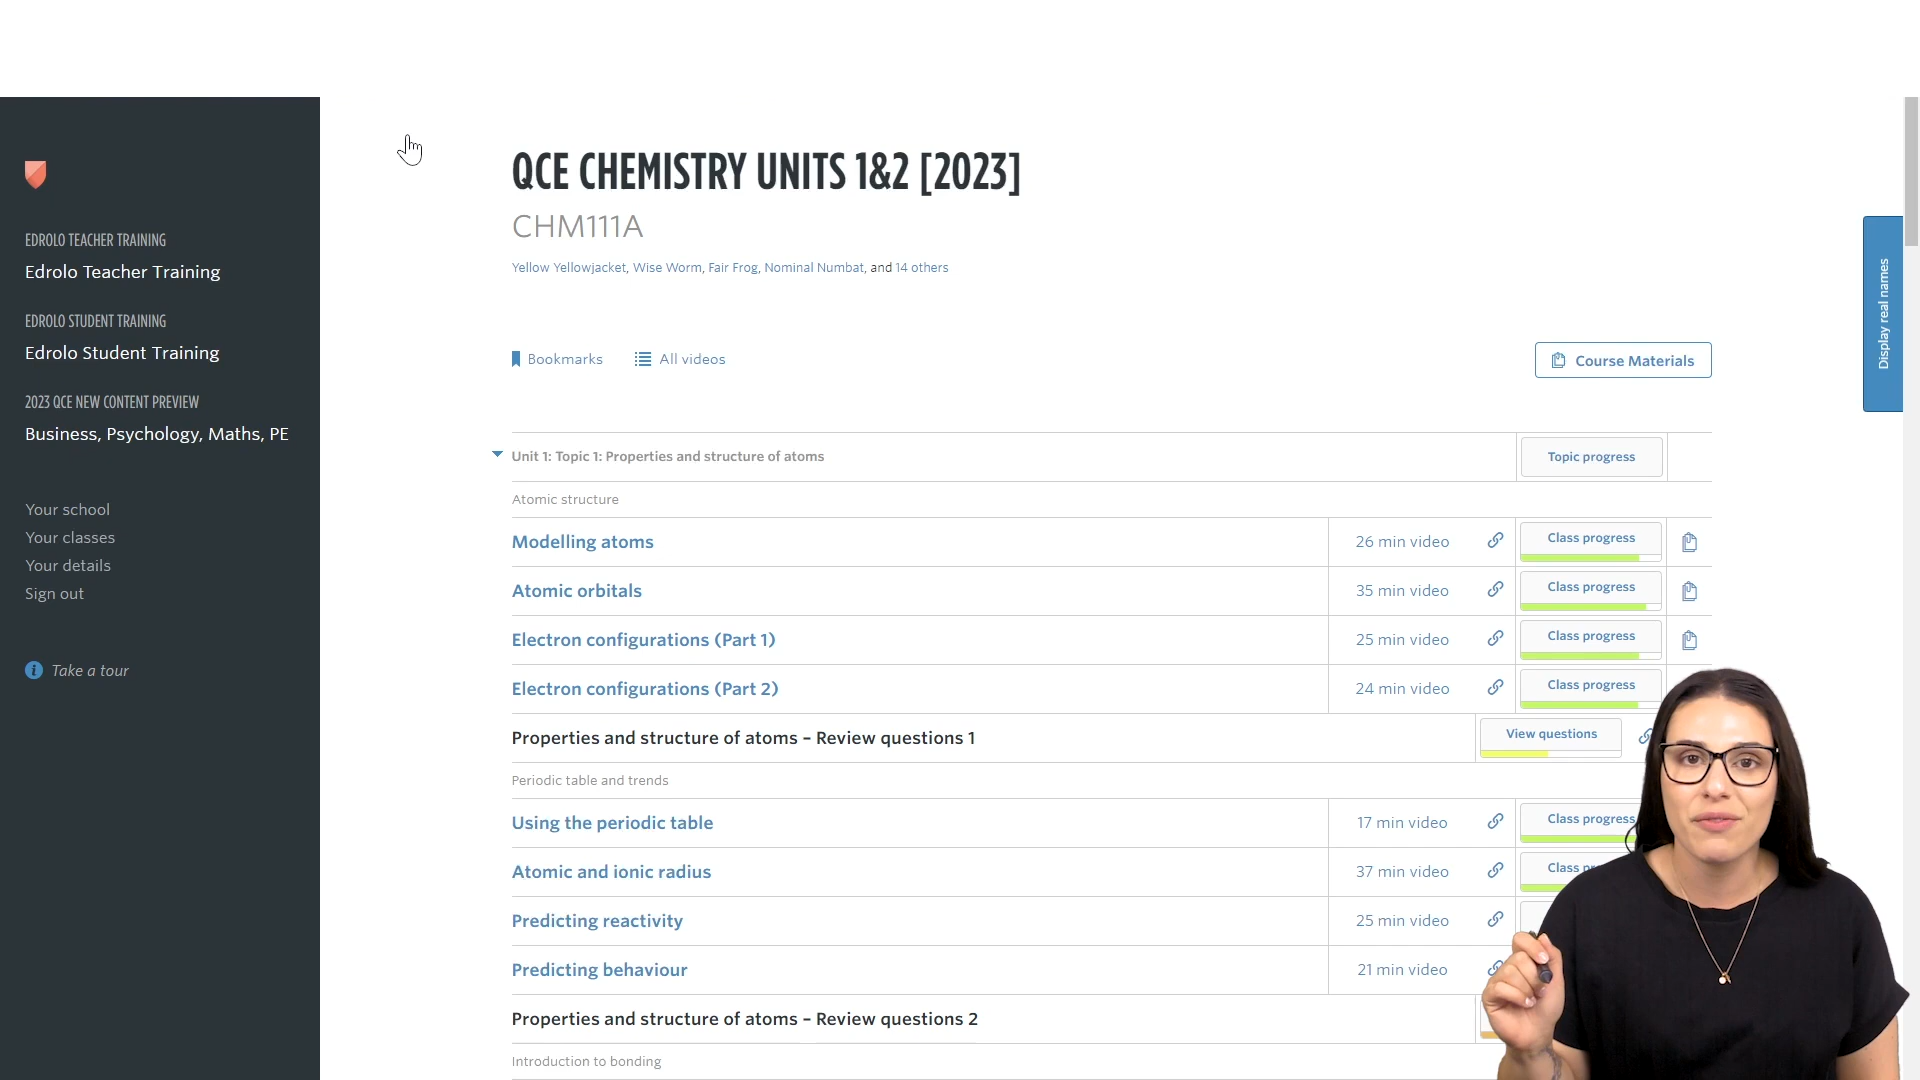 QCE CHEMISTRY UNITS 1&2 [2023]
CHM111A
Yellow Yellowjacket, Wise Worm, Fair Frog, Nominal Numbat, and 14 others
EDROLO TEACHER TRAINING
Edrolo Teacher Training
EDROLO STUDENT TRAINING
Edrolo Student Training
2023 QCE NEW CONTENT PREVIEW
Business, Psychology, Maths, PE
Your school
Your classes
Your details
Sign out
i Take a tour
Display real names
Bookmarks All videos Course Materials
Unit 1: Topic 1: Properties and structure of atoms Topic progress
Atomic structure
Modelling atoms 26 min video Class progress
Atomic orbitals 35 min video Class progress
Electron configurations (Part 1) 25 min video Class progress
Electron configurations (Part 2) 24 min video Class progress
Properties and structure of atoms – Review questions 1 View questions
Periodic table and trends
Using the periodic table 17 min video Class progress
Atomic and ionic radius 37 min video Class
Predicting reactivity 25 min video
Predicting behaviour 21 min video
Properties and structure of atoms – Review questions 2
Introduction to bonding